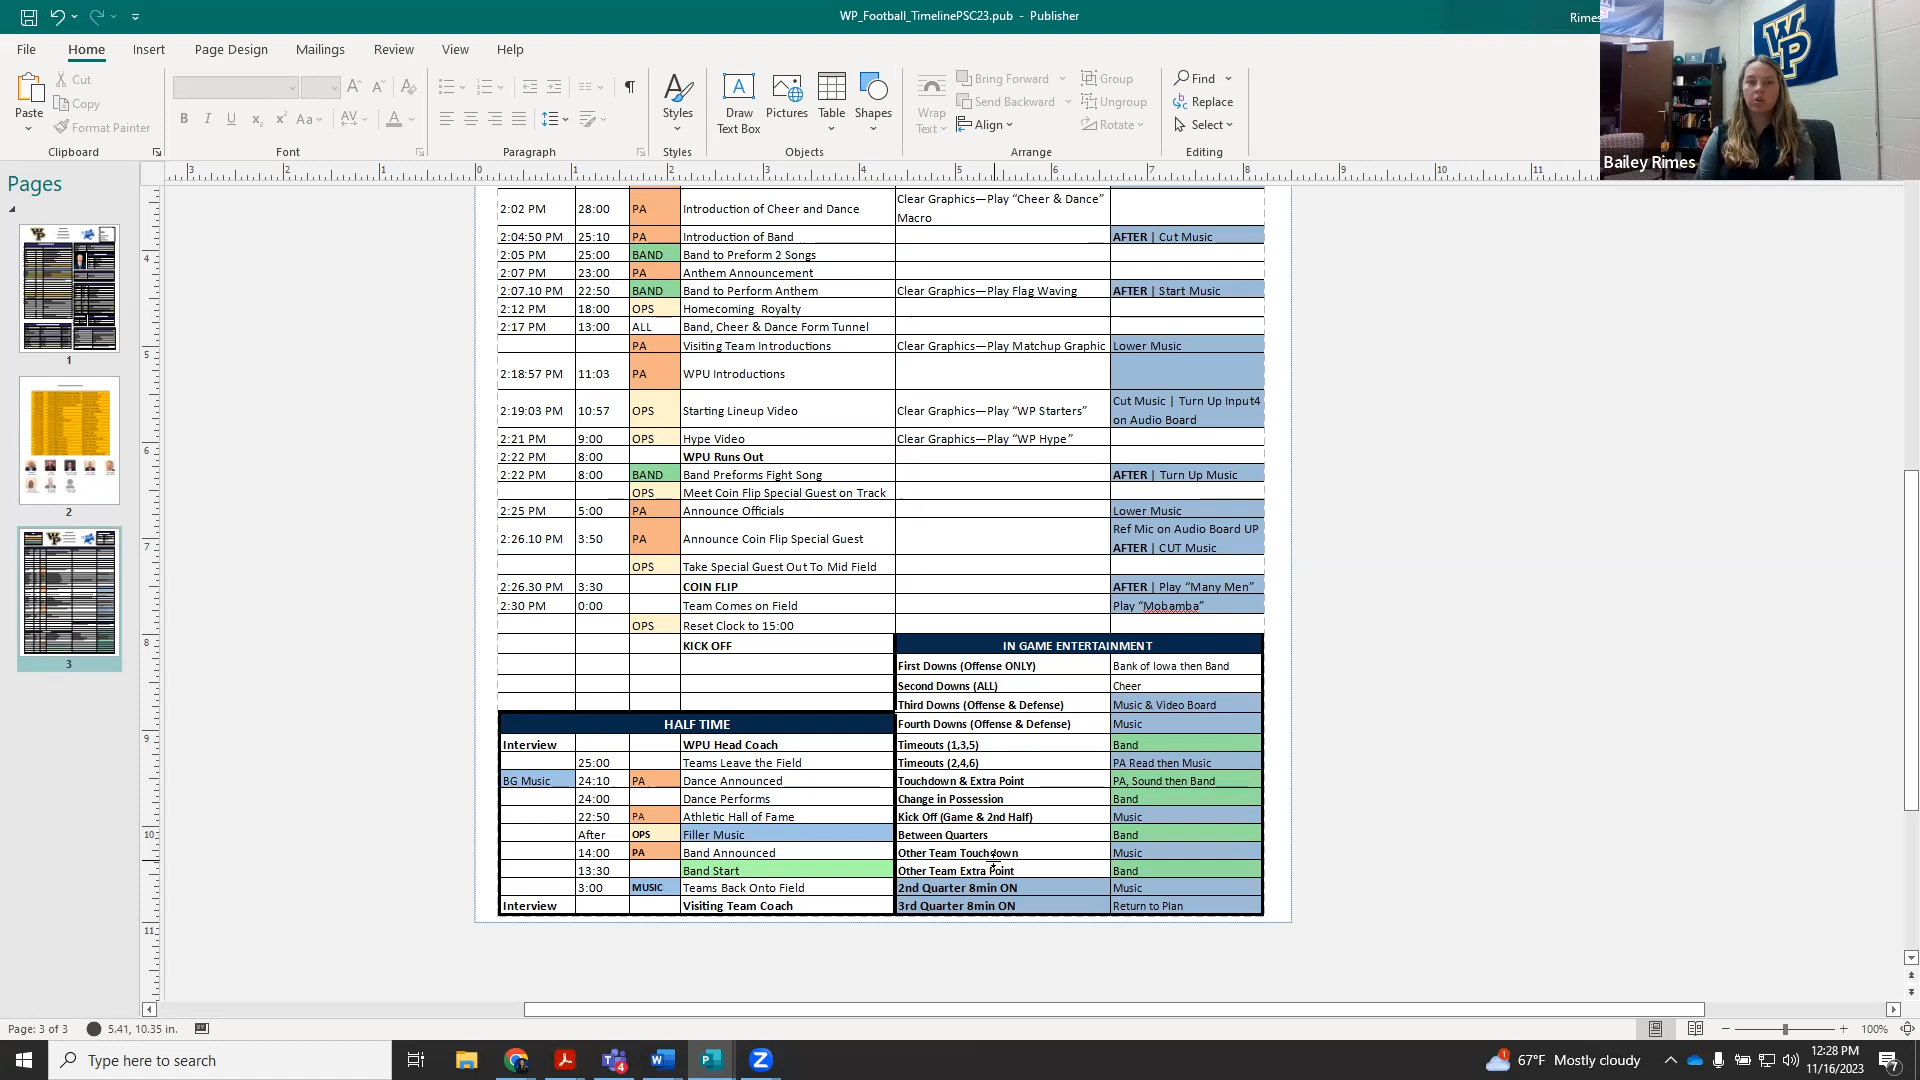 WP_Football_TimelinePSC23.pub - Publisher
Rimes
File Home Insert Page Design Mailings Review View Help
Paste
Cut
Copy
Format Painter
Clipboard
Font
Paragraph
Styles
Styles
Draw Text Box
Pictures
Table
Shapes
Objects
Wrap Text
Bring Forward
Send Backward
Align
Group
Ungroup
Rotate
Arrange
Find
Replace
Select
Editing
WP
Bailey Rimes
Pages
1
2
3
2:02 PM 28:00 PA Introduction of Cheer and Dance Clear Graphics—Play “Cheer & Dance” Macro
2:04:50 PM 25:10 PA Introduction of Band AFTER | Cut Music
2:05 PM 25:00 BAND Band to Preform 2 Songs
2:07 PM 23:00 PA Anthem Announcement
2:07.10 PM 22:50 BAND Band to Perform Anthem Clear Graphics—Play Flag Waving AFTER | Start Music
2:12 PM 18:00 OPS Homecoming Royalty
2:17 PM 13:00 ALL Band, Cheer & Dance Form Tunnel
PA Visiting Team Introductions Clear Graphics—Play Matchup Graphic Lower Music
2:18:57 PM 11:03 PA WPU Introductions
2:19:03 PM 10:57 OPS Starting Lineup Video Clear Graphics—Play “WP Starters” Cut Music | Turn Up Input4 on Audio Board
2:21 PM 9:00 OPS Hype Video Clear Graphics—Play “WP Hype”
2:22 PM 8:00 WPU Runs Out
2:22 PM 8:00 BAND Band Preforms Fight Song AFTER | Turn Up Music
OPS Meet Coin Flip Special Guest on Track
2:25 PM 5:00 PA Announce Officials Lower Music
2:26.10 PM 3:50 PA Announce Coin Flip Special Guest Ref Mic on Audio Board UP AFTER | CUT Music
OPS Take Special Guest Out To Mid Field
2:26.30 PM 3:30 COIN FLIP AFTER | Play “Many Men”
2:30 PM 0:00 Team Comes on Field Play “Mobamba”
OPS Reset Clock to 15:00
KICK OFF
IN GAME ENTERTAINMENT
First Downs (Offense ONLY) Bank of Iowa then Band
Second Downs (ALL) Cheer
Third Downs (Offense & Defense) Music & Video Board
Fourth Downs (Offense & Defense) Music
Timeouts (1,3,5) Band
Timeouts (2,4,6) PA Read then Music
Touchdown & Extra Point PA, Sound then Band
Change in Possession Band
Kick Off (Game & 2nd Half) Music
Between Quarters Band
Other Team Touchdown Music
Other Team Extra Point Band
2nd Quarter 8min ON Music
3rd Quarter 8min ON Return to Plan
HALF TIME
Interview WPU Head Coach
25:00 Teams Leave the Field
BG Music 24:10 PA Dance Announced
24:00 Dance Performs
22:50 PA Athletic Hall of Fame
After OPS Filler Music
14:00 PA Band Announced
13:30 Band Start
3:00 MUSIC Teams Back Onto Field
Interview Visiting Team Coach
Page: 3 of 3 5.41, 10.35 in. 100%
Type here to search
67°F Mostly cloudy
12:28 PM
11/16/2023